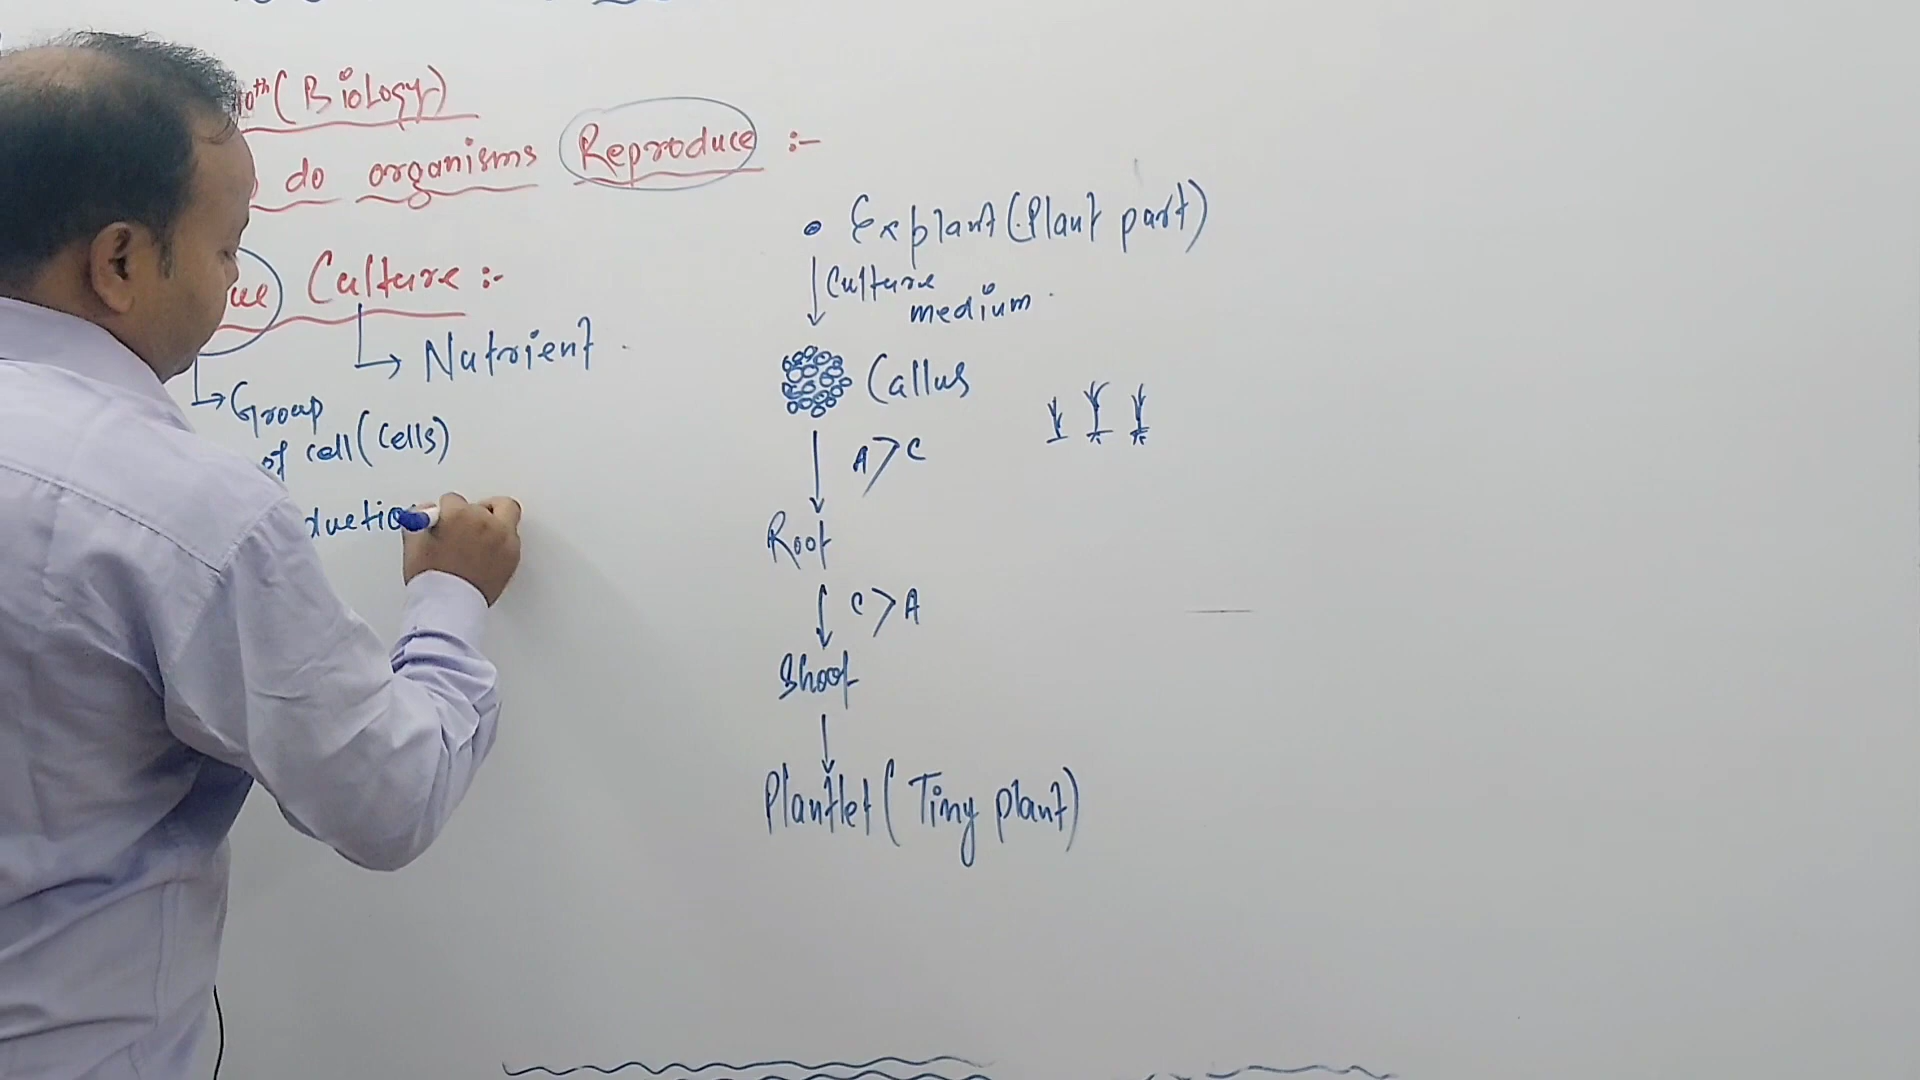 10th (Biology)
do organisms Reproduce :-
Culture :-
Nutrient
Group
of cell (cells)
Explant (Plant part)
Culture
medium
Callus
A > C
Root
C > A
Shoot
Plantlet (Tiny plant)